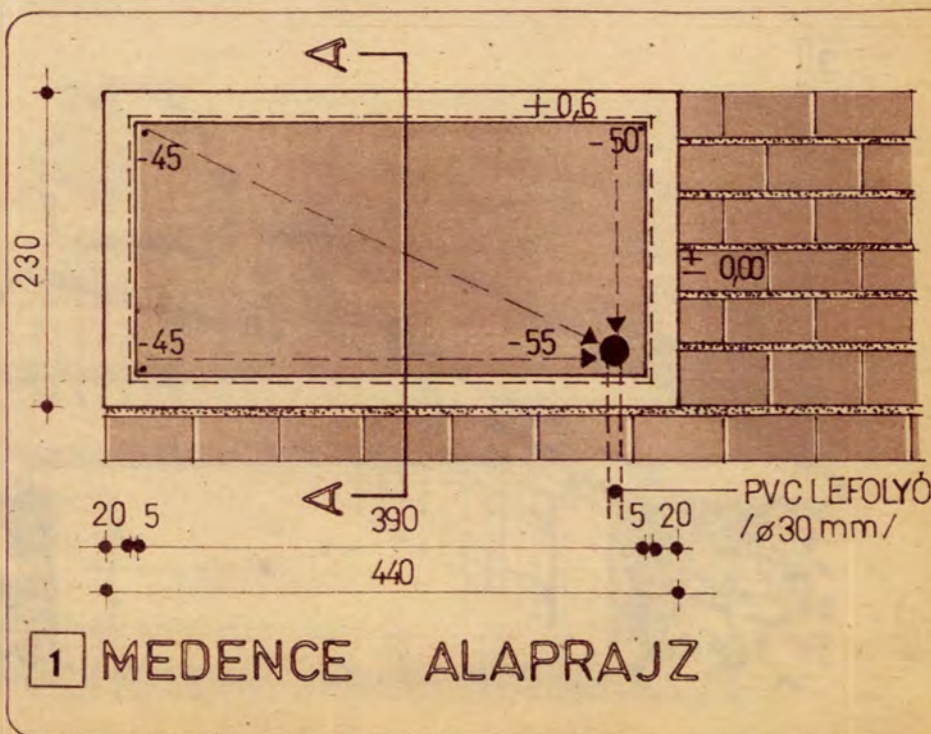 A
+0,6
-45
-50
230
± 0,00
-45
-55
A
PVC LEFOLYÓ
/ø30 mm/
20 5 390 5 20
440
1 MEDENCE ALAPRAJZ